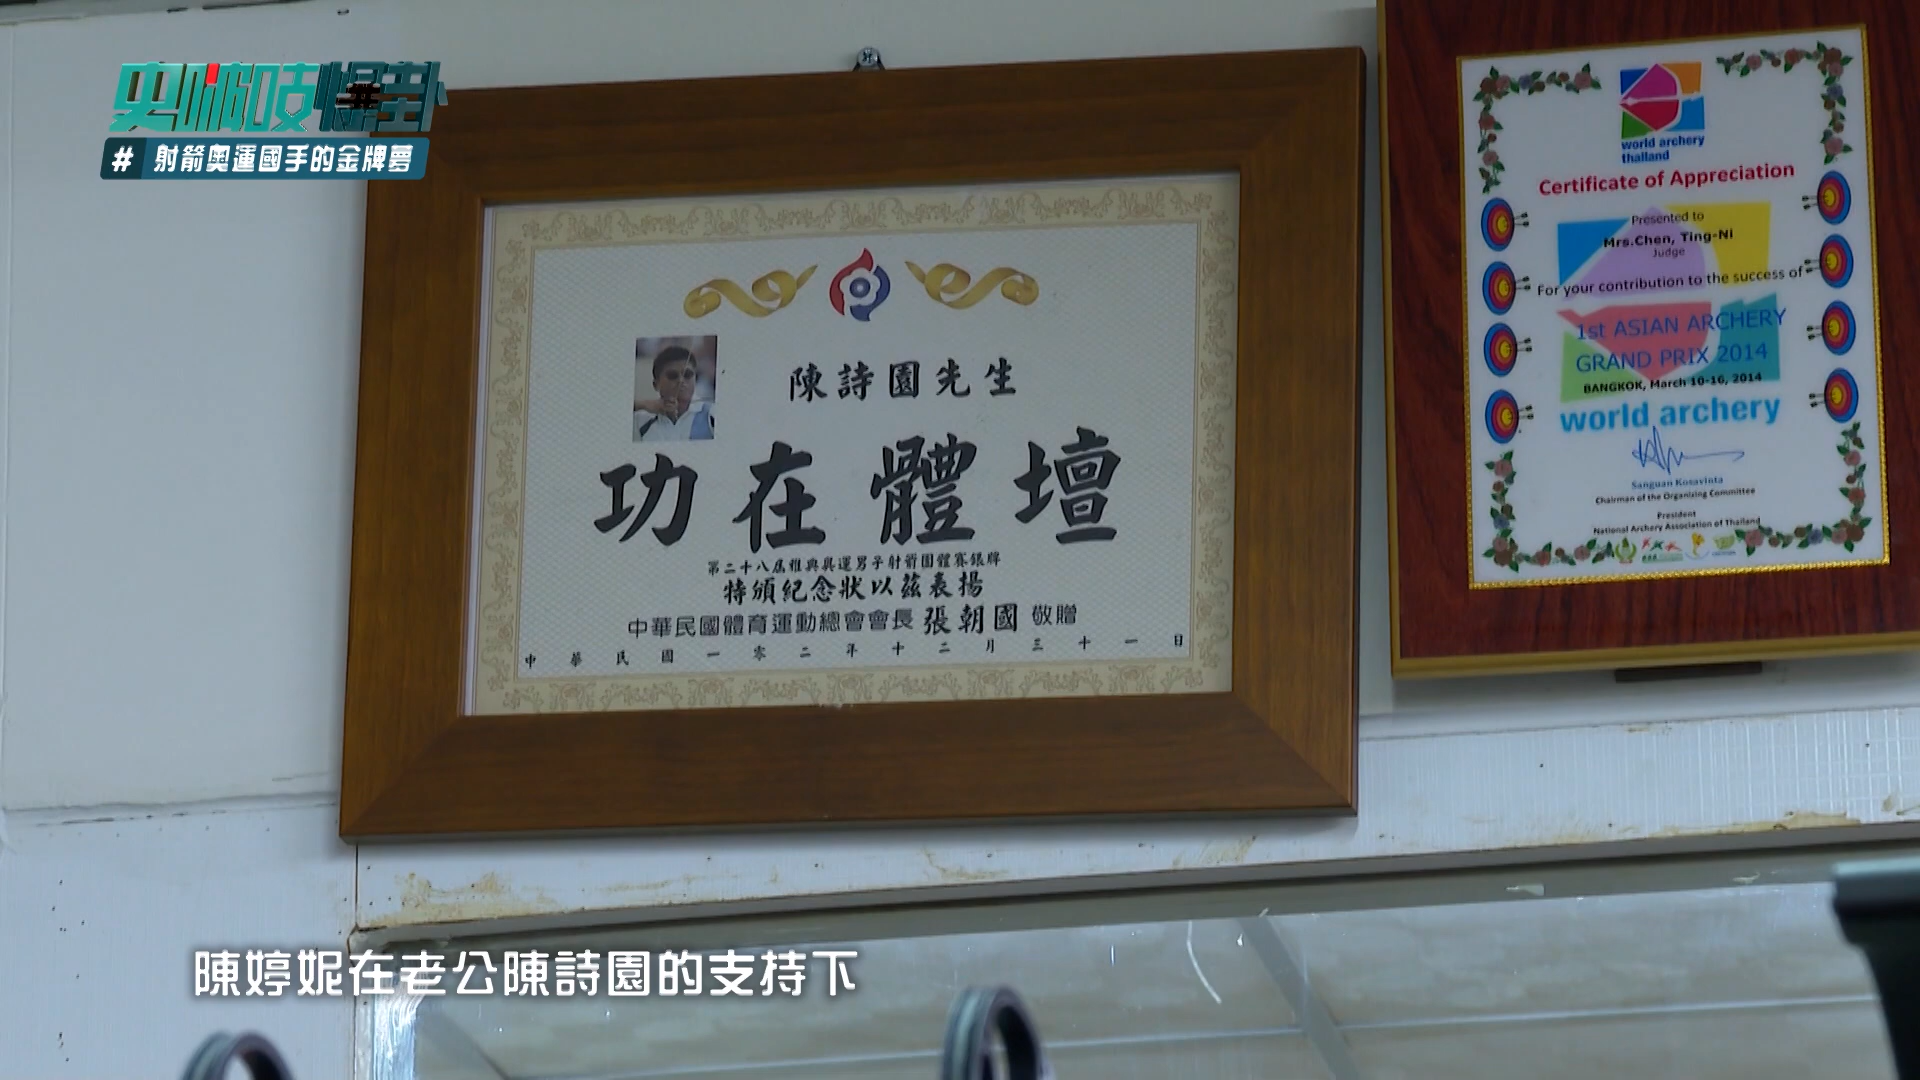 史啾吱爆卦
# 射箭奧運國手的金牌夢
陳詩園先生
功在體壇
第二十八屆雅典奧運男子射箭團體賽銀牌
特頒紀念狀以茲表揚
中華民國體育運動總會會長 張朝國 敬贈
中華民國一零二年十二月三十一日
world archery
thailand
Certificate of Appreciation
Presented to
Mrs.Chen, Ting-Ni
Judge
For your contribution to the success of
1st ASIAN ARCHERY
GRAND PRIX 2014
BANGKOK, March 10-16, 2014
world archery
Sanguan Kosavinta
Chairman of the Organizing Committee
President
National Archery Association of Thailand
陳婷妮在老公陳詩園的支持下